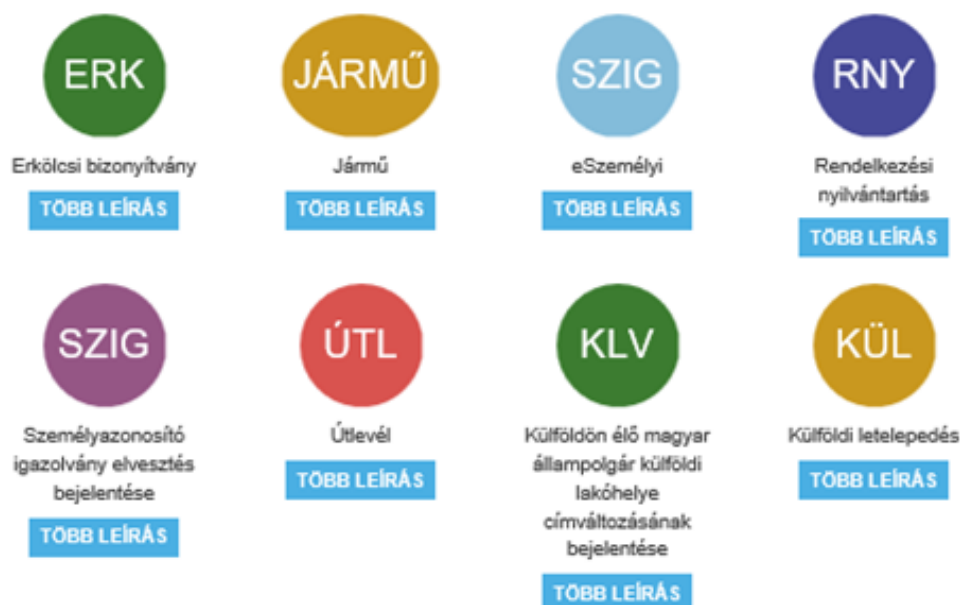 ERK
Erkölcsi bizonyítvány
TÖBB LEÍRÁS
JÁRMŰ
Jármű
TÖBB LEÍRÁS
SZIG
eSzemélyi
TÖBB LEÍRÁS
RNY
Rendelkezési
nyilvántartás
TÖBB LEÍRÁS
SZIG
Személyazonosító
igazolvány elvesztés
bejelentése
TÖBB LEÍRÁS
ÚTL
Útlevél
TÖBB LEÍRÁS
KLV
Külföldön élő magyar
állampolgár külföldi
lakóhelye
címváltozásának
bejelentése
TÖBB LEÍRÁS
KÜL
Külföldi letelepedés
TÖBB LEÍRÁS